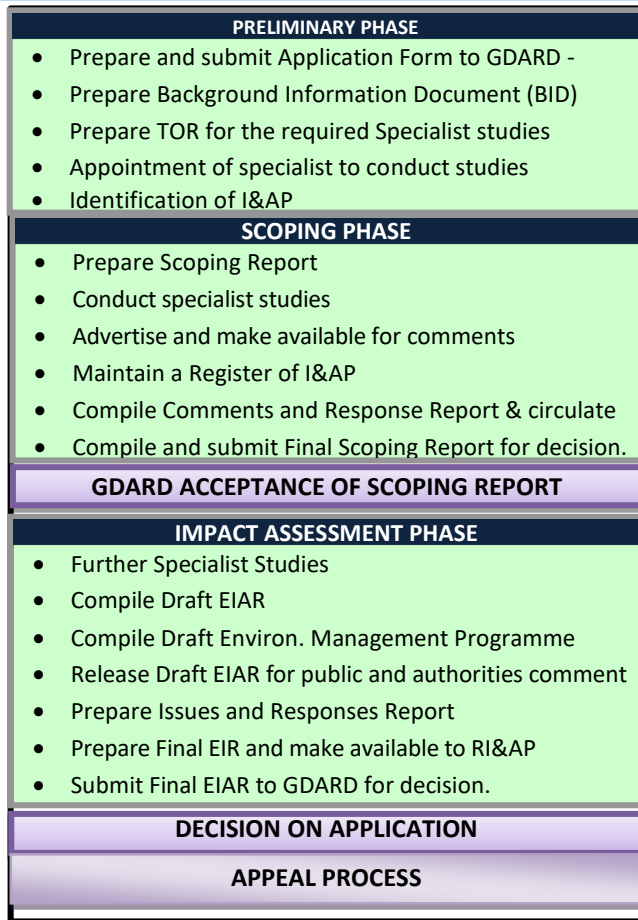 PRELIMINARY PHASE
• Prepare and submit Application Form to GDARD -
• Prepare Background Information Document (BID)
• Prepare TOR for the required Specialist studies
• Appointment of specialist to conduct studies
• Identification of I&AP
SCOPING PHASE
• Prepare Scoping Report
• Conduct specialist studies
• Advertise and make available for comments
• Maintain a Register of I&AP
• Compile Comments and Response Report & circulate
• Compile and submit Final Scoping Report for decision.
GDARD ACCEPTANCE OF SCOPING REPORT
IMPACT ASSESSMENT PHASE
• Further Specialist Studies
• Compile Draft EIAR
• Compile Draft Environ. Management Programme
• Release Draft EIAR for public and authorities comment
• Prepare Issues and Responses Report
• Prepare Final EIR and make available to RI&AP
• Submit Final EIAR to GDARD for decision.
DECISION ON APPLICATION
APPEAL PROCESS